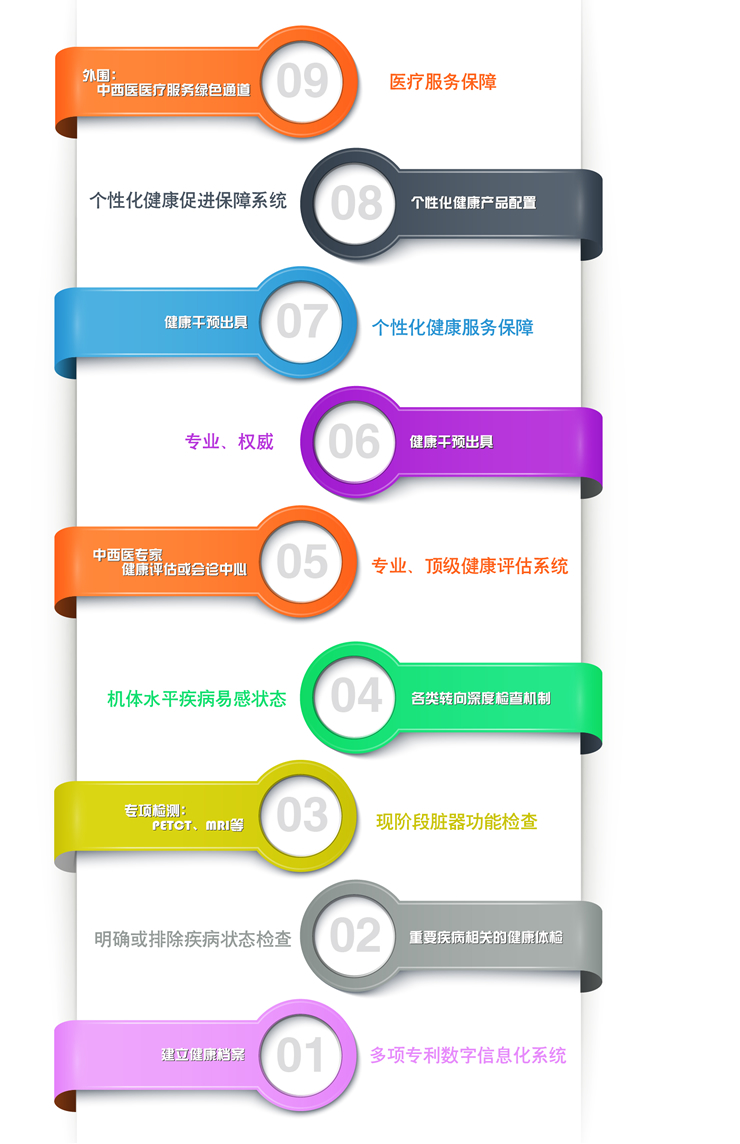 外围：
中西医医疗服务绿色通道
09
医疗服务保障
个性化健康促进保障系统
08
个性化健康产品配置
健康干预出具
07
个性化健康服务保障
专业、权威
06
健康干预出具
中西医专家
健康评估或会诊中心
05
专业、顶级健康评估系统
机体水平疾病易感状态
04
各类转向深度检查机制
专项检测：
PETCT、MRI等
03
现阶段脏器功能检查
明确或排除疾病状态检查
02
重要疾病相关的健康体检
建立健康档案
01
多项专利数字信息化系统